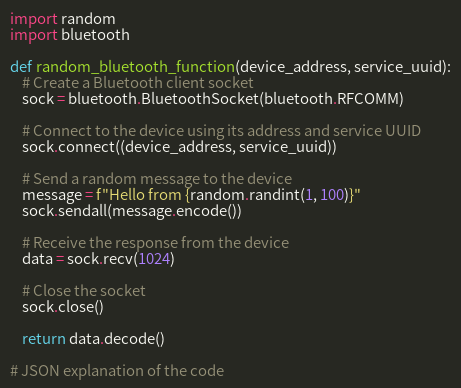 import random
import bluetooth
def random_bluetooth_function(device_address, service_uuid):
# Create a Bluetooth client socket
sock = bluetooth.BluetoothSocket(bluetooth.RFCOMM)
# Connect to the device using its address and service UUID
sock.connect((device_address, service_uuid))
# Send a random message to the device
message = f"Hello from {random.randint(1, 100)}"
sock.sendall(message.encode())
# Receive the response from the device
data = sock.recv(1024)
# Close the socket
sock.close()
return data.decode()
# JSON explanation of the code